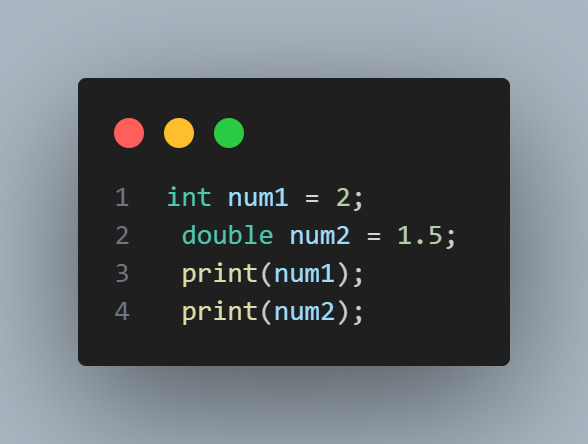 1 int num1 = 2;
2  double num2 = 1.5;
3  print(num1);
4  print(num2);